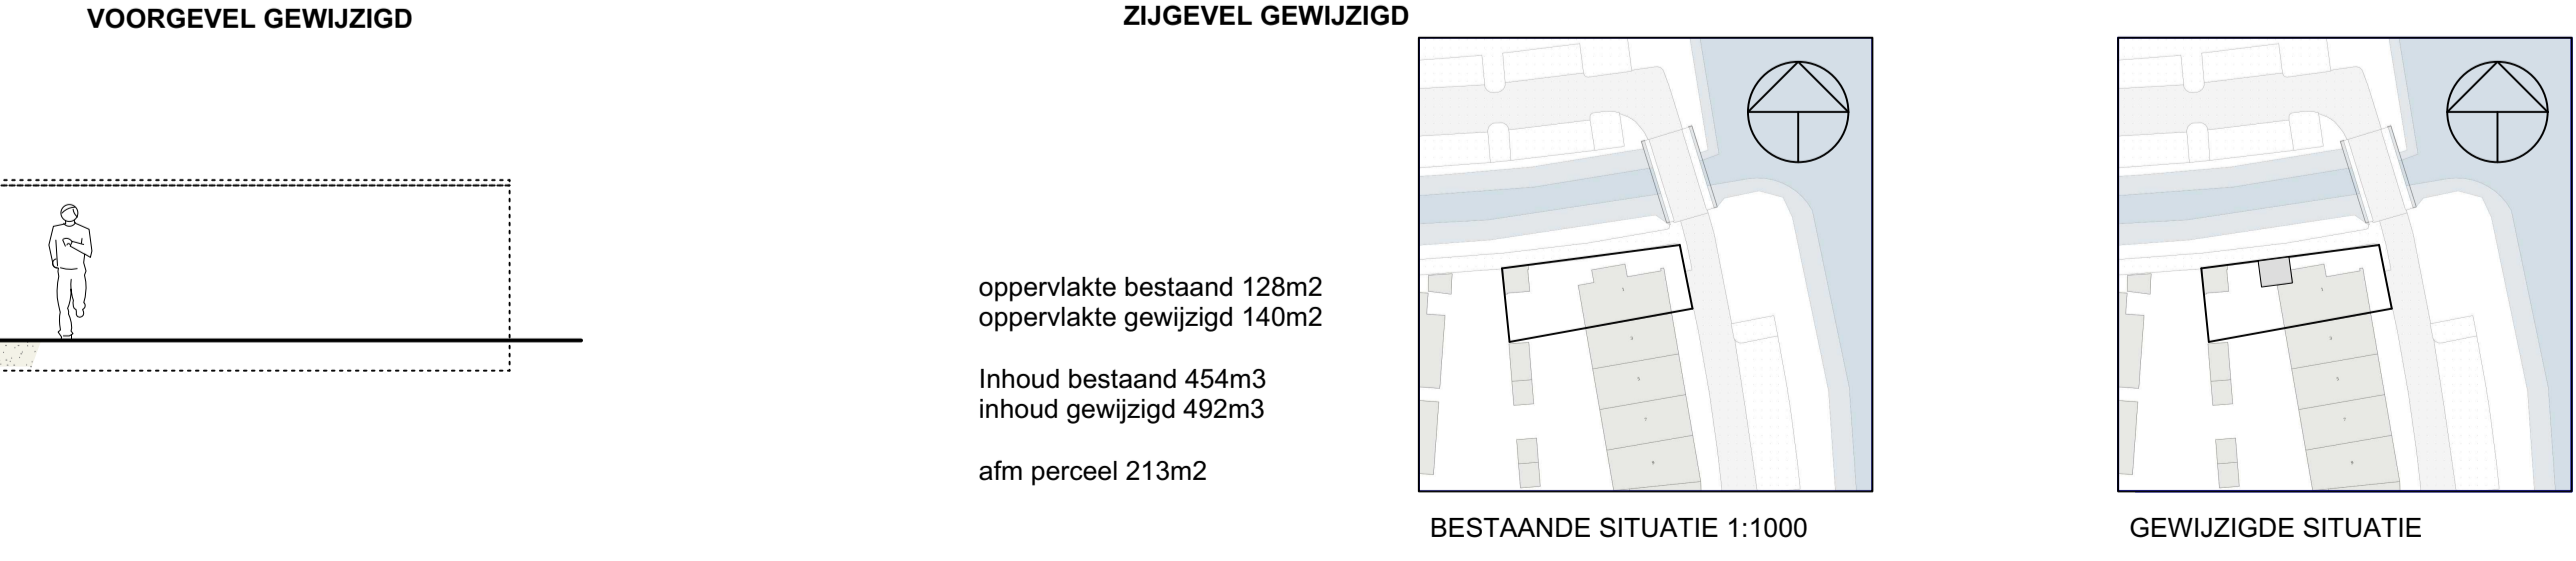 VOORGEVEL GEWIJZIGD
ZIJGEVEL GEWIJZIGD
oppervlakte bestaand 128m2
oppervlakte gewijzigd 140m2
Inhoud bestaand 454m3
inhoud gewijzigd 492m3
afm perceel 213m2
BESTAANDE SITUATIE 1:1000
GEWIJZIGDE SITUATIE